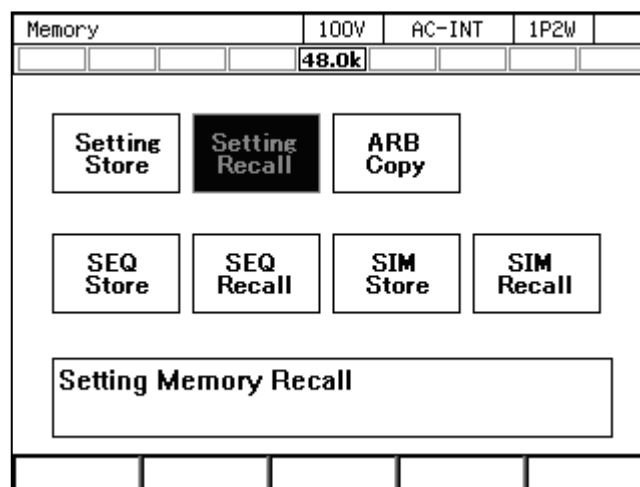 Memory 100V AC-INT 1P2W
48.0k
Setting Store
Setting Recall
ARB Copy
SEQ Store
SEQ Recall
SIM Store
SIM Recall
Setting Memory Recall